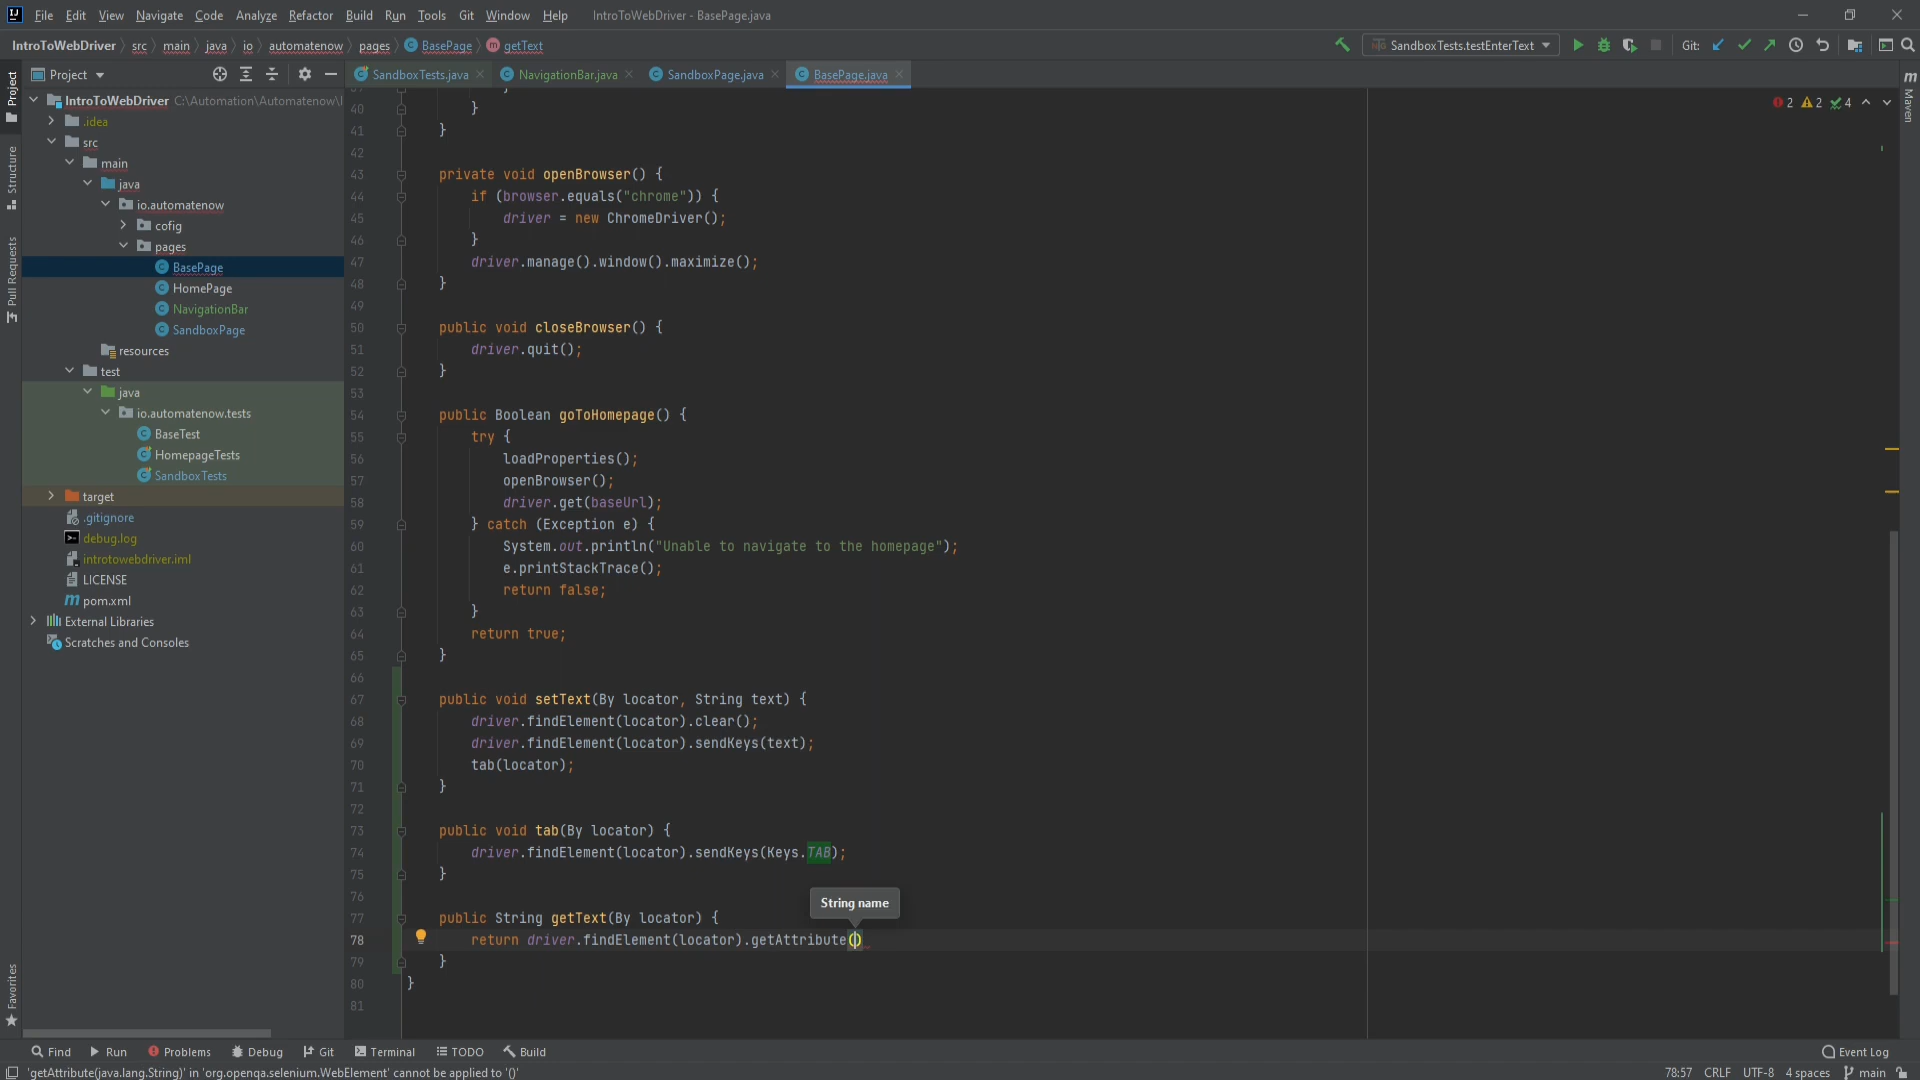 File Edit View Navigate Code Analyze Refactor Build Run Tools Git Window Help IntroToWebDriver - BasePage.java
IntroToWebDriver src main java io automatenow pages BasePage getText SandboxTests.testEnterText Git:
Project SandboxTests.java NavigationBar.java SandboxPage.java BasePage.java
Project
Structure
Pull Requests
Favorites
Maven
IntroToWebDriver C:\Automation\Automatenow\I
.idea
src
main
java
io.automatenow
cofig
pages
BasePage
HomePage
NavigationBar
SandboxPage
resources
test
java
io.automatenow.tests
BaseTest
HomepageTests
SandboxTests
target
.gitignore
debug.log
introtowebdriver.iml
LICENSE
pom.xml
External Libraries
Scratches and Consoles
2 2 4
40 }
41 }
42
43 private void openBrowser() {
44 if (browser.equals("chrome")) {
45 driver = new ChromeDriver();
46 }
47 driver.manage().window().maximize();
48 }
49
50 public void closeBrowser() {
51 driver.quit();
52 }
53
54 public Boolean goToHomepage() {
55 try {
56 loadProperties();
57 openBrowser();
58 driver.get(baseUrl);
59 } catch (Exception e) {
60 System.out.println("Unable to navigate to the homepage");
61 e.printStackTrace();
62 return false;
63 }
64 return true;
65 }
66
67 public void setText(By locator, String text) {
68 driver.findElement(locator).clear();
69 driver.findElement(locator).sendKeys(text);
70 tab(locator);
71 }
72
73 public void tab(By locator) {
74 driver.findElement(locator).sendKeys(Keys.TAB);
75 }
76
String name
77 public String getText(By locator) {
78 return driver.findElement(locator).getAttribute()
79 }
80 }
81
Find Run Problems Debug Git Terminal TODO Build Event Log
'getAttribute(java.lang.String)' in 'org.openqa.selenium.WebElement' cannot be applied to '()' 78:57 CRLF UTF-8 4 spaces main